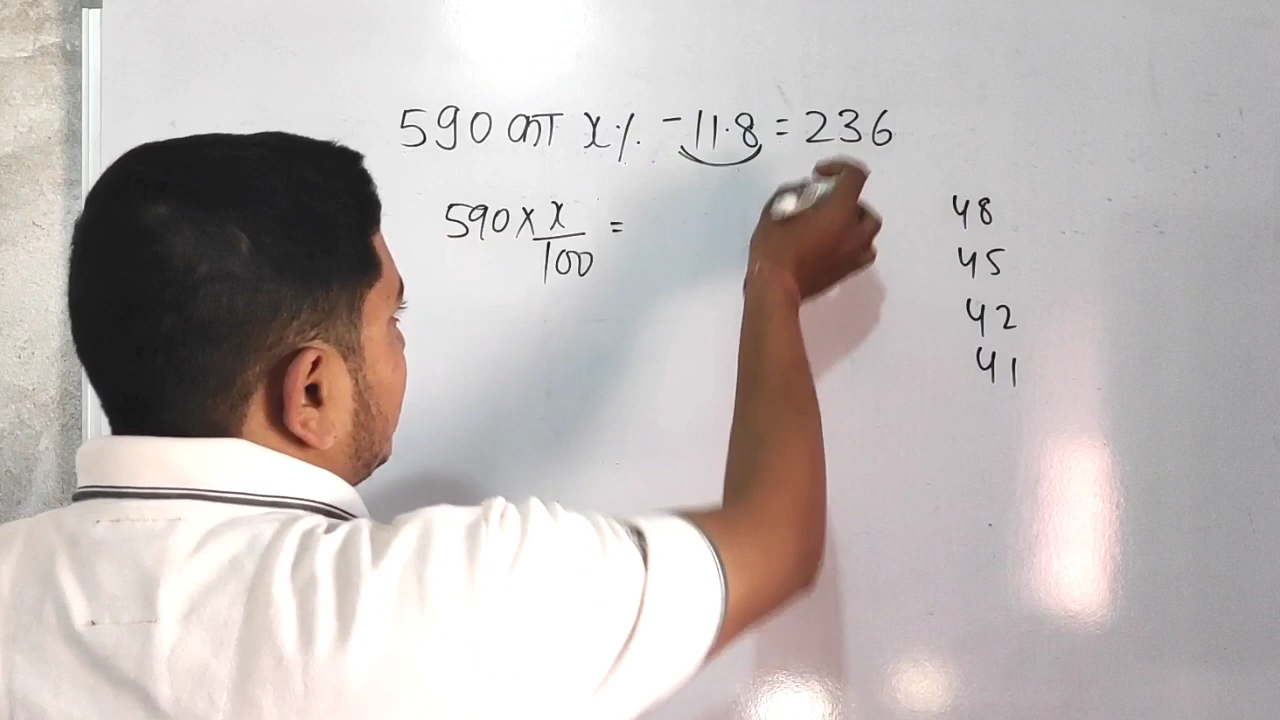 590 का x% - 11.8 = 236
590 × x/100 =
48
45
42
41